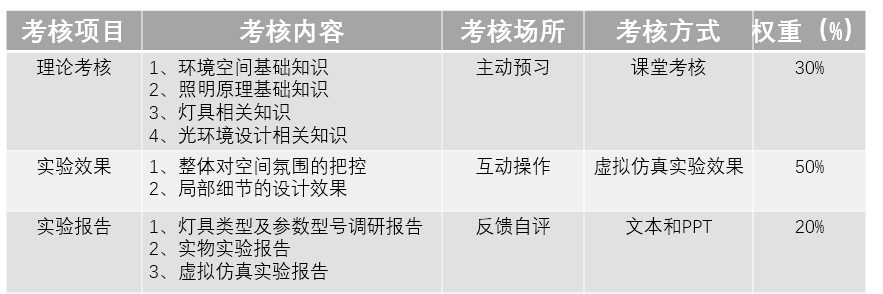 考核项目 考核内容 考核场所 考核方式 权重（%）
理论考核 1、环境空间基础知识 主动预习 课堂考核 30%
2、照明原理基础知识
3、灯具相关知识
4、光环境设计相关知识
实验效果 1、整体对空间氛围的把控 互动操作 虚拟仿真实验效果 50%
2、局部细节的设计效果
实验报告 1、灯具类型及参数型号调研报告 反馈自评 文本和PPT 20%
2、实物实验报告
3、虚拟仿真实验报告